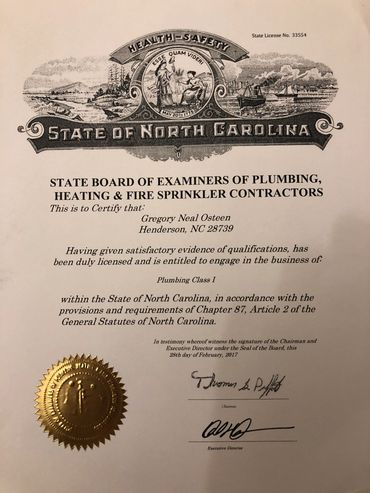 State License No. 33554
HEALTH-SAFETY
ESSE QUAM VIDERI
MAY 20TH 1775
STATE OF NORTH CAROLINA
STATE BOARD OF EXAMINERS OF PLUMBING,
HEATING & FIRE SPRINKLER CONTRACTORS
This is to Certify that:
Gregory Neal Osteen
Henderson, NC 28739
Having given satisfactory evidence of qualifications, has
been duly licensed and is entitled to engage in the business of:
Plumbing Class I
within the State of North Carolina, in accordance with the
provisions and requirements of Chapter 87, Article 2 of the
General Statutes of North Carolina.
In testimony whereof witness the signature of the Chairman and
Executive Director under the Seal of the Board, this
28th day of February, 2017
Chairman
Executive Director